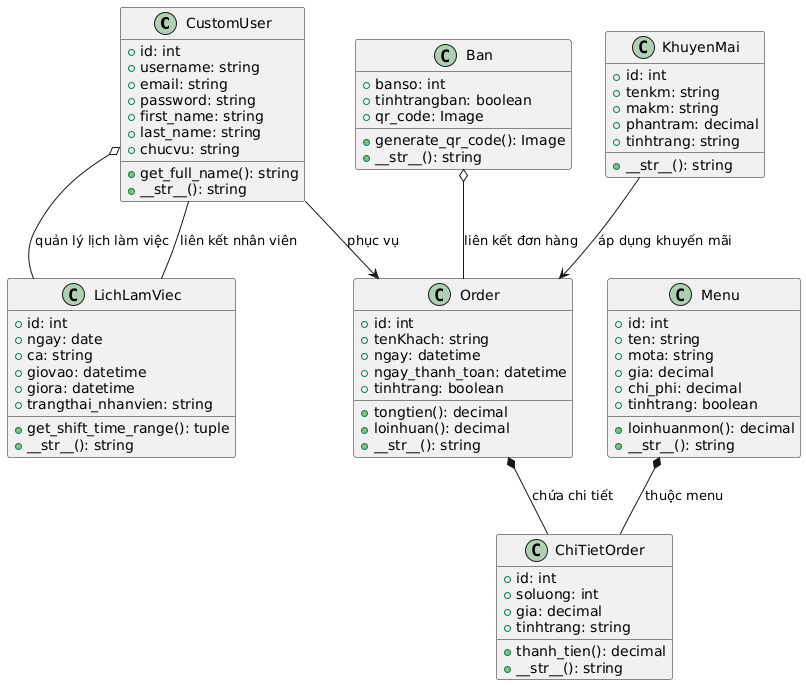 C CustomUser
id: int
username: string
email: string
password: string
first_name: string
last_name: string
chucvu: string
get_full_name(): string
__str__(): string
C Ban
banso: int
tinhtrangban: boolean
qr_code: Image
generate_qr_code(): Image
__str__(): string
C KhuyenMai
id: int
tenkm: string
makm: string
phantram: decimal
tinhtrang: string
__str__(): string
quản lý lịch làm việc
liên kết nhân viên
phục vụ
liên kết đơn hàng
áp dụng khuyến mãi
C LichLamViec
id: int
ngay: date
ca: string
giovao: datetime
giora: datetime
trangthai_nhanvien: string
get_shift_time_range(): tuple
__str__(): string
C Order
id: int
tenKhach: string
ngay: datetime
ngay_thanh_toan: datetime
tinhtrang: boolean
tongtien(): decimal
loinhuan(): decimal
__str__(): string
C Menu
id: int
ten: string
mota: string
gia: decimal
chi_phi: decimal
tinhtrang: boolean
loinhuanmon(): decimal
__str__(): string
chứa chi tiết
thuộc menu
C ChiTietOrder
id: int
soluong: int
gia: decimal
tinhtrang: string
thanh_tien(): decimal
__str__(): string